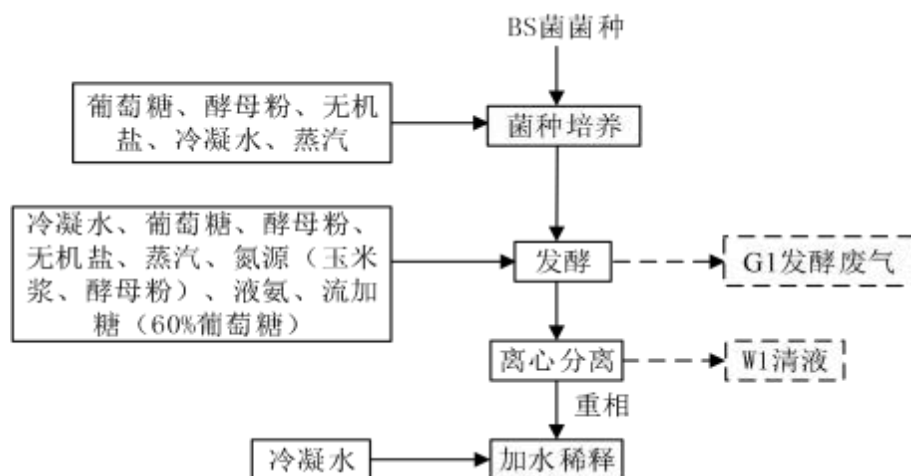 BS菌菌种
葡萄糖、酵母粉、无机
盐、冷凝水、蒸汽
菌种培养
冷凝水、葡萄糖、酵母粉、
无机盐、蒸汽、氮源（玉米
浆、酵母粉）、液氨、流加
糖（60%葡萄糖）
发酵
G1发酵废气
离心分离
W1清液
重相
冷凝水
加水稀释